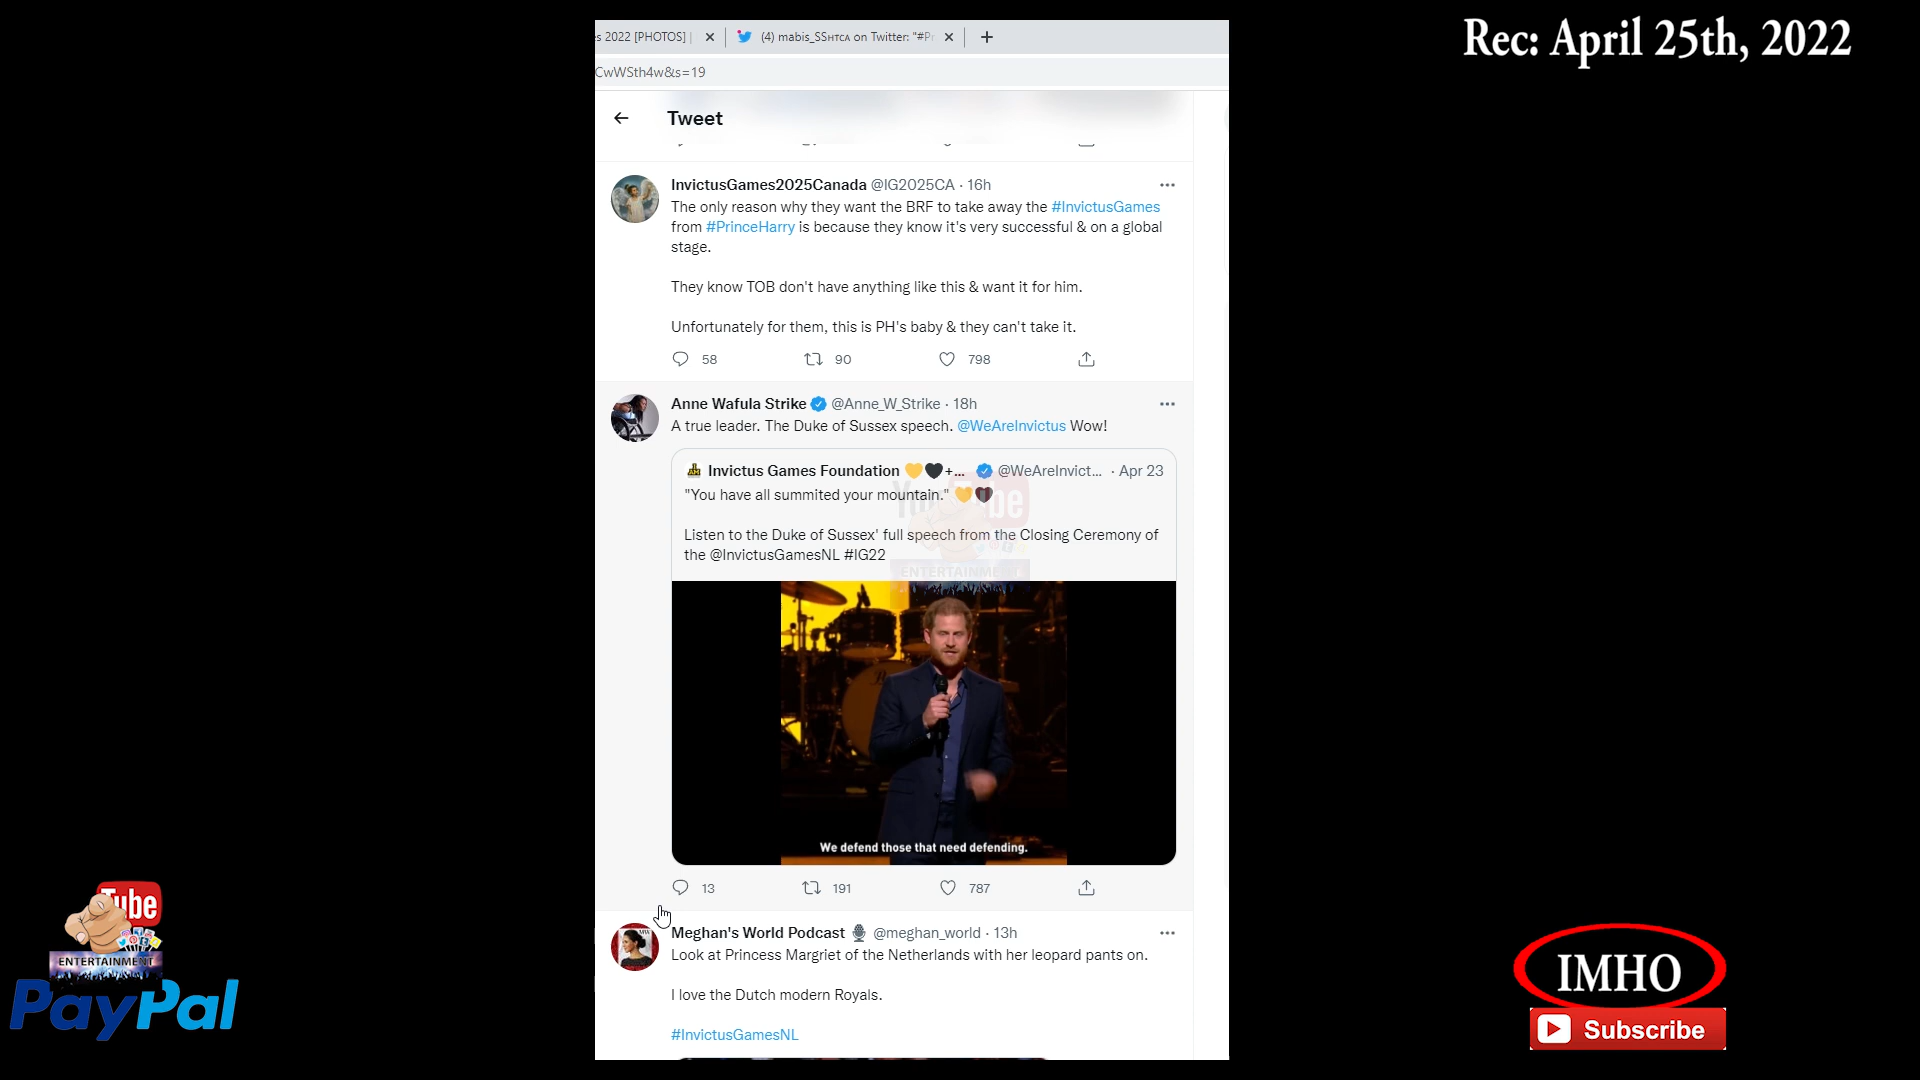 Rec: April 25th, 2022
s 2022 [PHOTOS] |
(4) mabis_SSHTCA on Twitter: "#Pr
CwWSth4w&s=19
Tweet
InvictusGames2025Canada @IG2025CA · 16h
The only reason why they want the BRF to take away the #InvictusGames
from #PrinceHarry is because they know it's very successful & on a global
stage.
They know TOB don't have anything like this & want it for him.
Unfortunately for them, this is PH's baby & they can't take it.
58 90 798
Anne Wafula Strike @Anne_W_Strike · 18h
A true leader. The Duke of Sussex speech. @WeAreInvictus Wow!
Invictus Games Foundation 💛🖤+... @WeAreInvict... · Apr 23
"You have all summited your mountain." 💛🖤
Listen to the Duke of Sussex' full speech from the Closing Ceremony of
the @InvictusGamesNL #IG22
YouTube
ENTERTAINMENT
We defend those that need defending.
13 191 787
Meghan's World Podcast 🎙 @meghan_world · 13h
Look at Princess Margriet of the Netherlands with her leopard pants on.
I love the Dutch modern Royals.
#InvictusGamesNL
Tube
ENTERTAINMENT
PayPal
IMHO
Subscribe